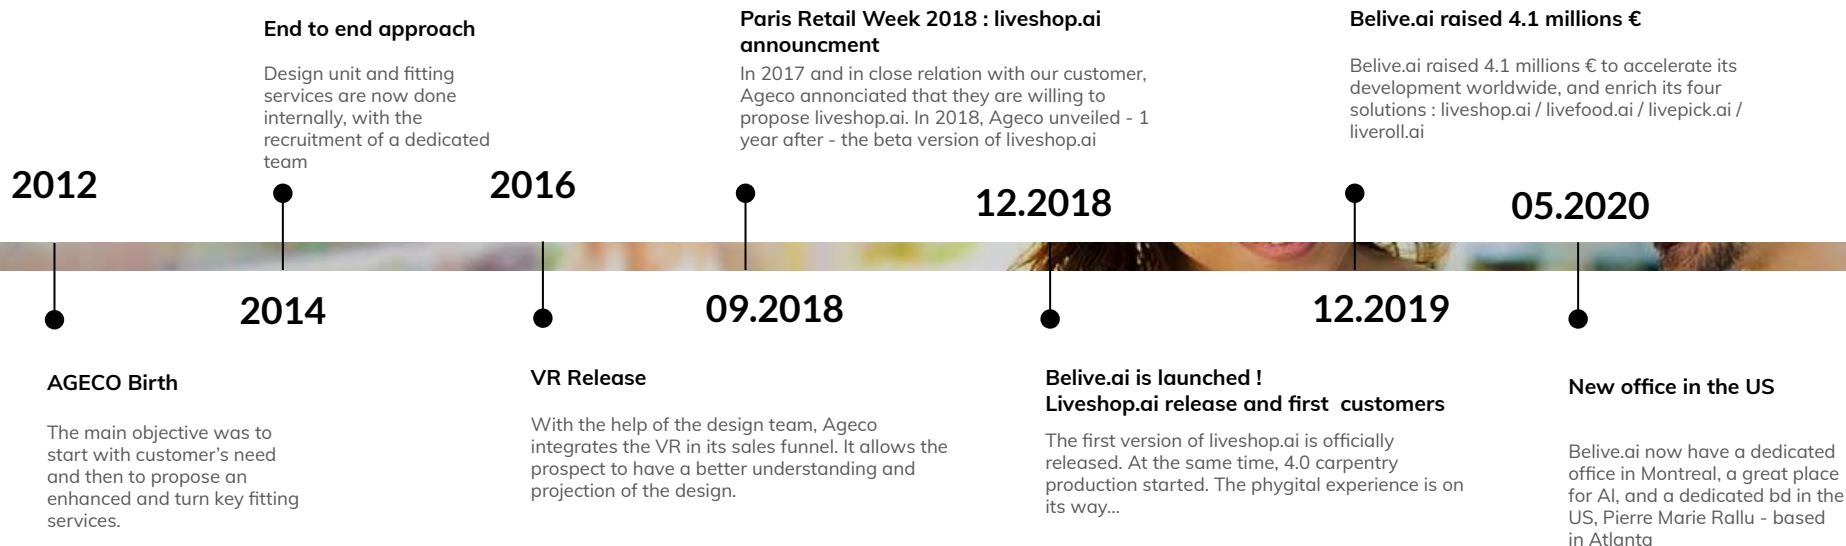 2012
AGECO Birth
The main objective was to
start with customer's need
and then to propose an
enhanced and turn key fitting
services.
End to end approach
Design unit and fitting
services are now done
internally, with the
recruitment of a dedicated
team
2014
2016
VR Release
With the help of the design team, Ageco
integrates the VR in its sales funnel. It allows the
prospect to have a better understanding and
projection of the design.
Paris Retail Week 2018 : liveshop.ai
announcment
In 2017 and in close relation with our customer,
Ageco annonciated that they are willing to
propose liveshop.ai. In 2018, Ageco unveiled - 1
year after - the beta version of liveshop.ai
09.2018
12.2018
Belive.ai is launched !
Liveshop.ai release and first  customers
The first version of liveshop.ai is officially
released. At the same time, 4.0 carpentry
production started. The phygital experience is on
its way...
Belive.ai raised 4.1 millions €
Belive.ai raised 4.1 millions € to accelerate its
development worldwide, and enrich its four
solutions : liveshop.ai / livefood.ai / livepick.ai /
liveroll.ai
12.2019
05.2020
New office in the US
Belive.ai now have a dedicated
office in Montreal, a great place
for AI, and a dedicated bd in the
US, Pierre Marie Rallu - based
in Atlanta